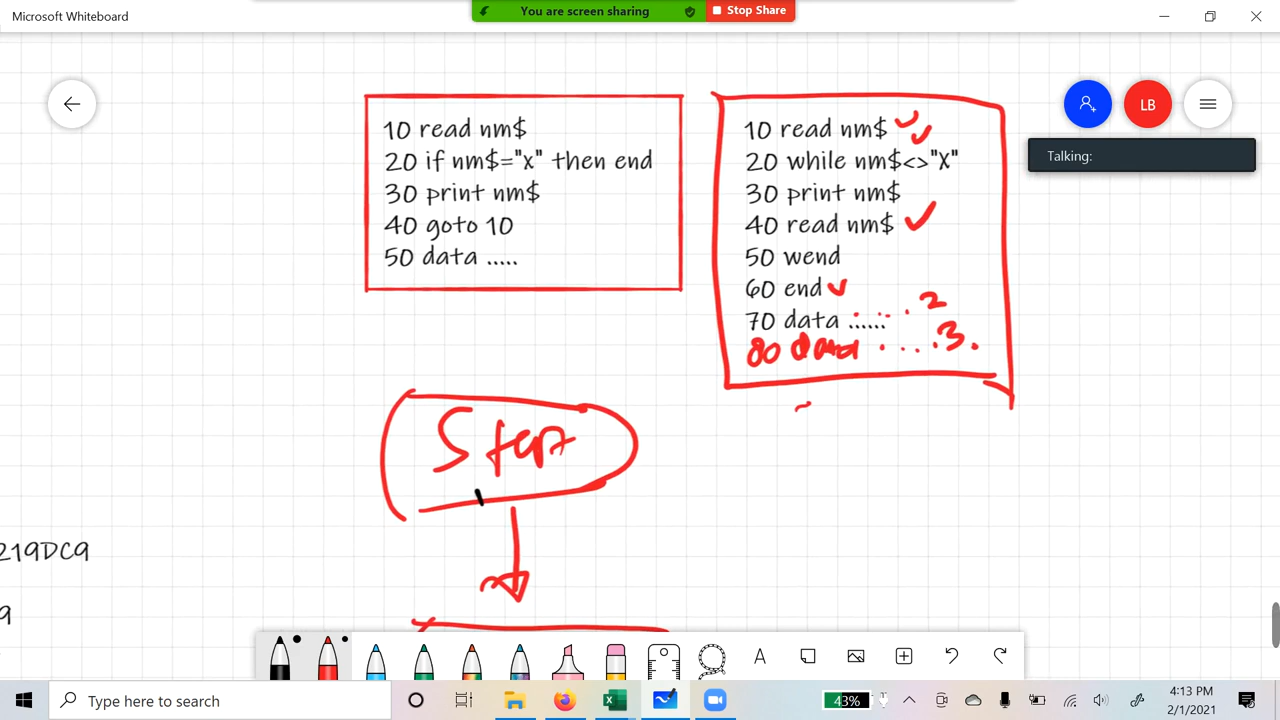 Microsoft Whiteboard
You are screen sharing
Stop Share
LB
Talking:
10 read nm$
20 if nm$="x" then end
30 print nm$
40 goto 10
50 data .....
10 read nm$
20 while nm$<>"X"
30 print nm$
40 read nm$
50 wend
60 end
70 data ...... 2
80 data .... 3.
219DC9
9
A
Type here to search
43%
4:13 PM
2/1/2021